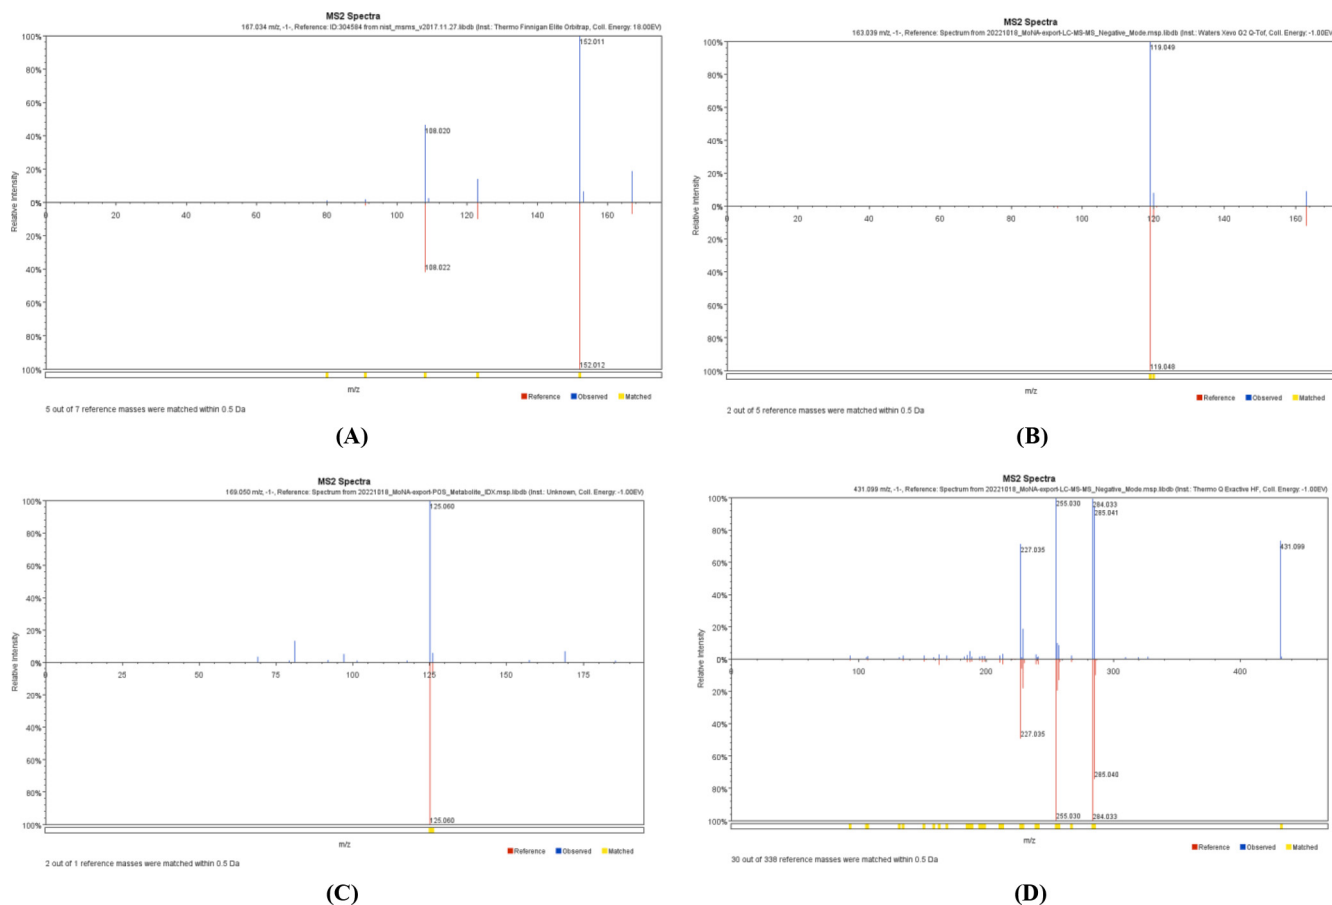 MS2 Spectra
167.034 m/z, -1-, Reference: ID:304584 from nist_msms_v2017.11.27.libdb (Inst.: Thermo Finnigan Elite Orbitrap, Coll. Energy: 18.00EV)
100%
152.011
80%
60%
108.020
40%
20%
0%
0 20 40 60 80 100 120 140 160
20%
40%
108.022
60%
80%
100%
152.012
Relative Intensity
m/z
Reference Observed Matched
5 out of 7 reference masses were matched within 0.5 Da
(A)
MS2 Spectra
163.039 m/z, -1-, Reference: Spectrum from 20221018_MoNA-export-LC-MS-MS_Negative_Mode.msp.libdb (Inst.: Waters Xevo G2 Q-Tof, Coll. Energy: -1.00EV
100%
119.049
80%
60%
40%
20%
0%
0 20 40 60 80 100 120 140 160
20%
40%
60%
80%
100%
119.040
Relative Intensity
m/z
Reference Observed Matched
2 out of 5 reference masses were matched within 0.5 Da
(B)
MS2 Spectra
169.050 m/z, -1-, Reference: Spectrum from 20221018_MoNA-export-POS_Metabolite_IDX.msp.libdb (Inst.: Unknown, Coll. Energy: -1.00EV)
100%
125.060
80%
60%
40%
20%
0%
0 25 50 75 100 125 150 175
20%
40%
60%
80%
100%
125.060
Relative Intensity
m/z
Reference Observed Matched
2 out of 1 reference masses were matched within 0.5 Da
(C)
MS2 Spectra
431.099 m/z, -1-, Reference: Spectrum from 20221018_MoNA-export-LC-MS-MS_Negative_Mode.msp.libdb (Inst.: Thermo Q Exactive HF, Coll. Energy: -1.00EV)
100%
255.030 284.033
285.041
80%
227.035 431.099
60%
40%
20%
0%
100 200 300 400
20%
40%
227.035
60%
80%
285.040
100%
255.030 284.033
Relative Intensity
m/z
Reference Observed Matched
30 out of 338 reference masses were matched within 0.5 Da
(D)